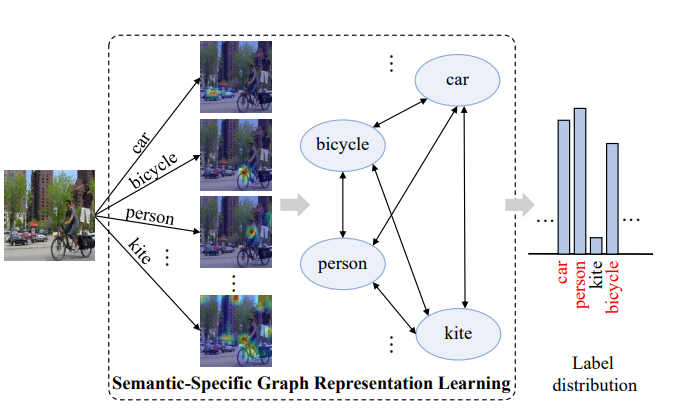 car
bicycle
person
kite
⋮
⋮
⋮
car
bicycle
person
kite
⋮
...
...
car
person
kite
bicycle
Semantic-Specific Graph Representation Learning
Label
distribution